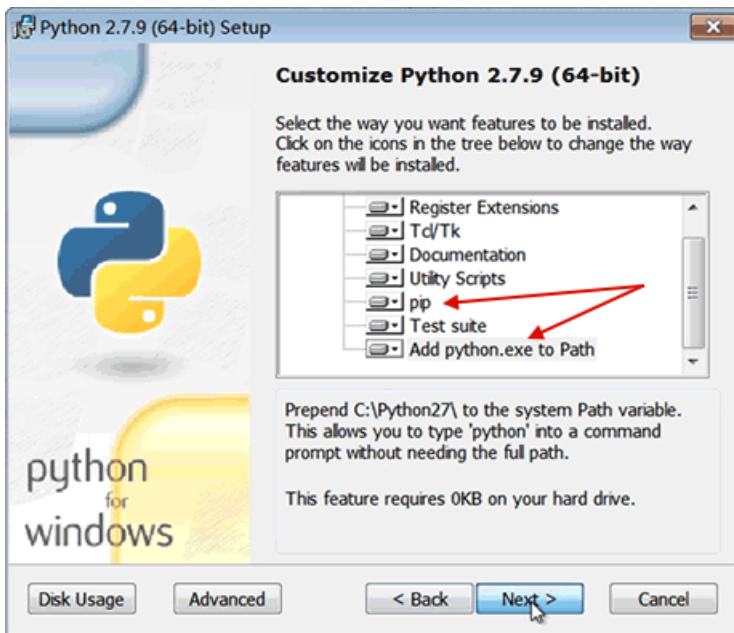 Python 2.7.9 (64-bit) Setup
Customize Python 2.7.9 (64-bit)
Select the way you want features to be installed.
Click on the icons in the tree below to change the way
features will be installed.
Register Extensions
Tcl/Tk
Documentation
Utility Scripts
pip
Test suite
Add python.exe to Path
Prepend C:\Python27\ to the system Path variable.
This allows you to type 'python' into a command
prompt without needing the full path.
This feature requires 0KB on your hard drive.
python
for
windows
Disk Usage
Advanced
< Back
Next >
Cancel